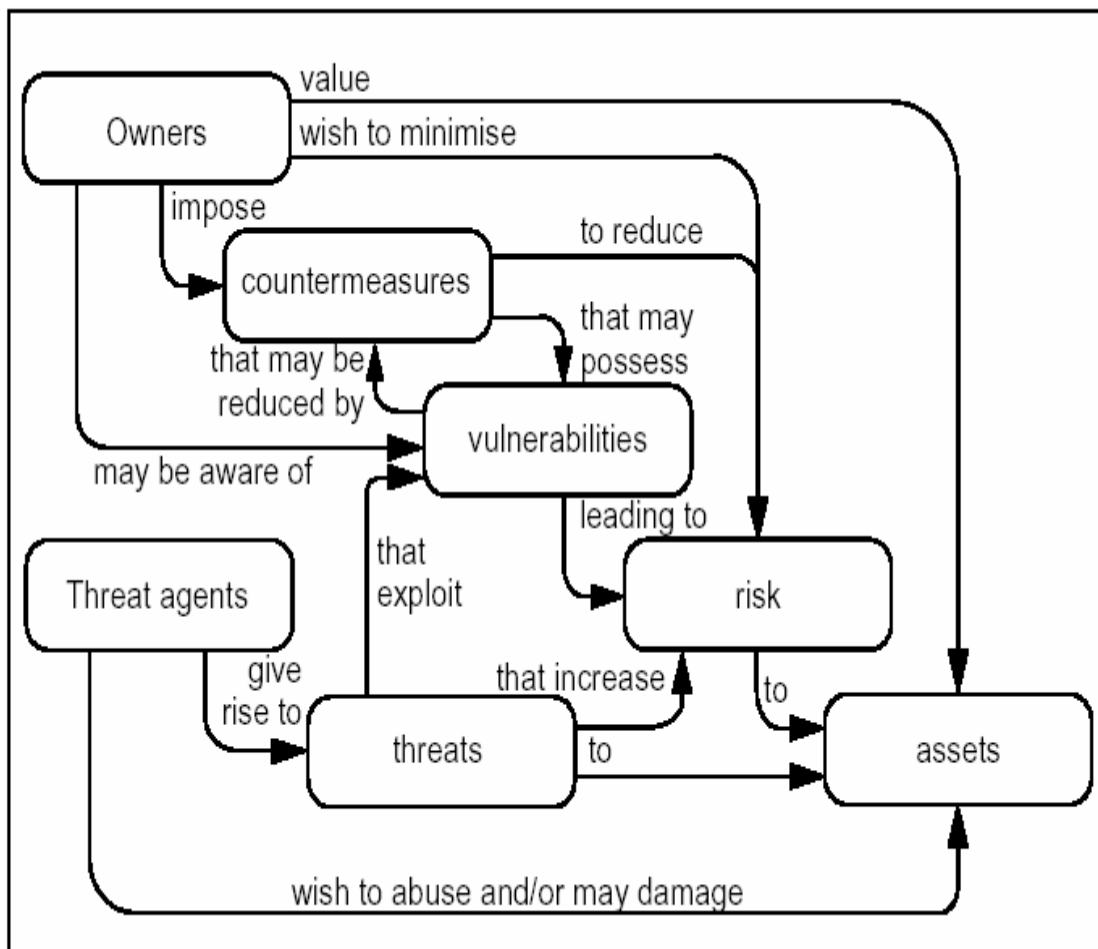 value
Owners
wish to minimise
impose
to reduce
countermeasures
that may
possess
that may be
reduced by
vulnerabilities
may be aware of
leading to
that
exploit
Threat agents
risk
give
rise to
that increase
to
threats
to
assets
wish to abuse and/or may damage